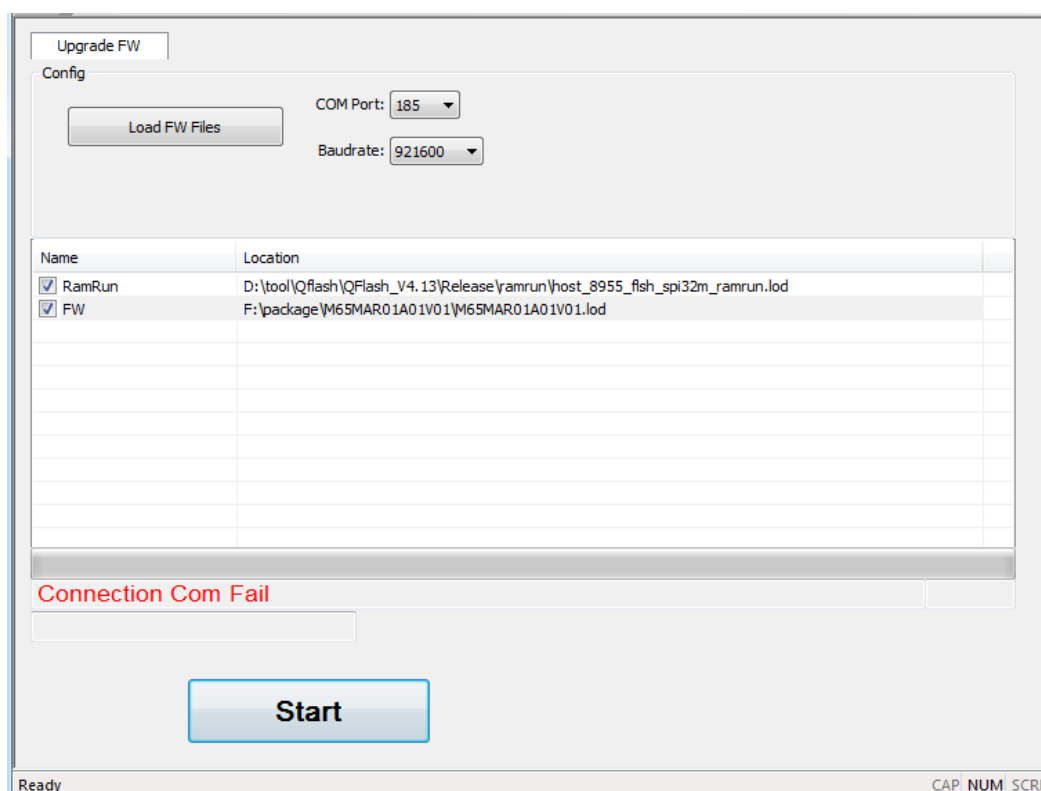 Upgrade FW
Config
Load FW Files
COM Port: 185
Baudrate: 921600
Name Location
RamRun D:\tool\Qflash\QFlash_V4.13\Release\ramrun\host_8955_flsh_spi32m_ramrun.lod
FW F:\package\M65MAR01A01V01\M65MAR01A01V01.lod
Connection Com Fail
Start
Ready CAP NUM SCR